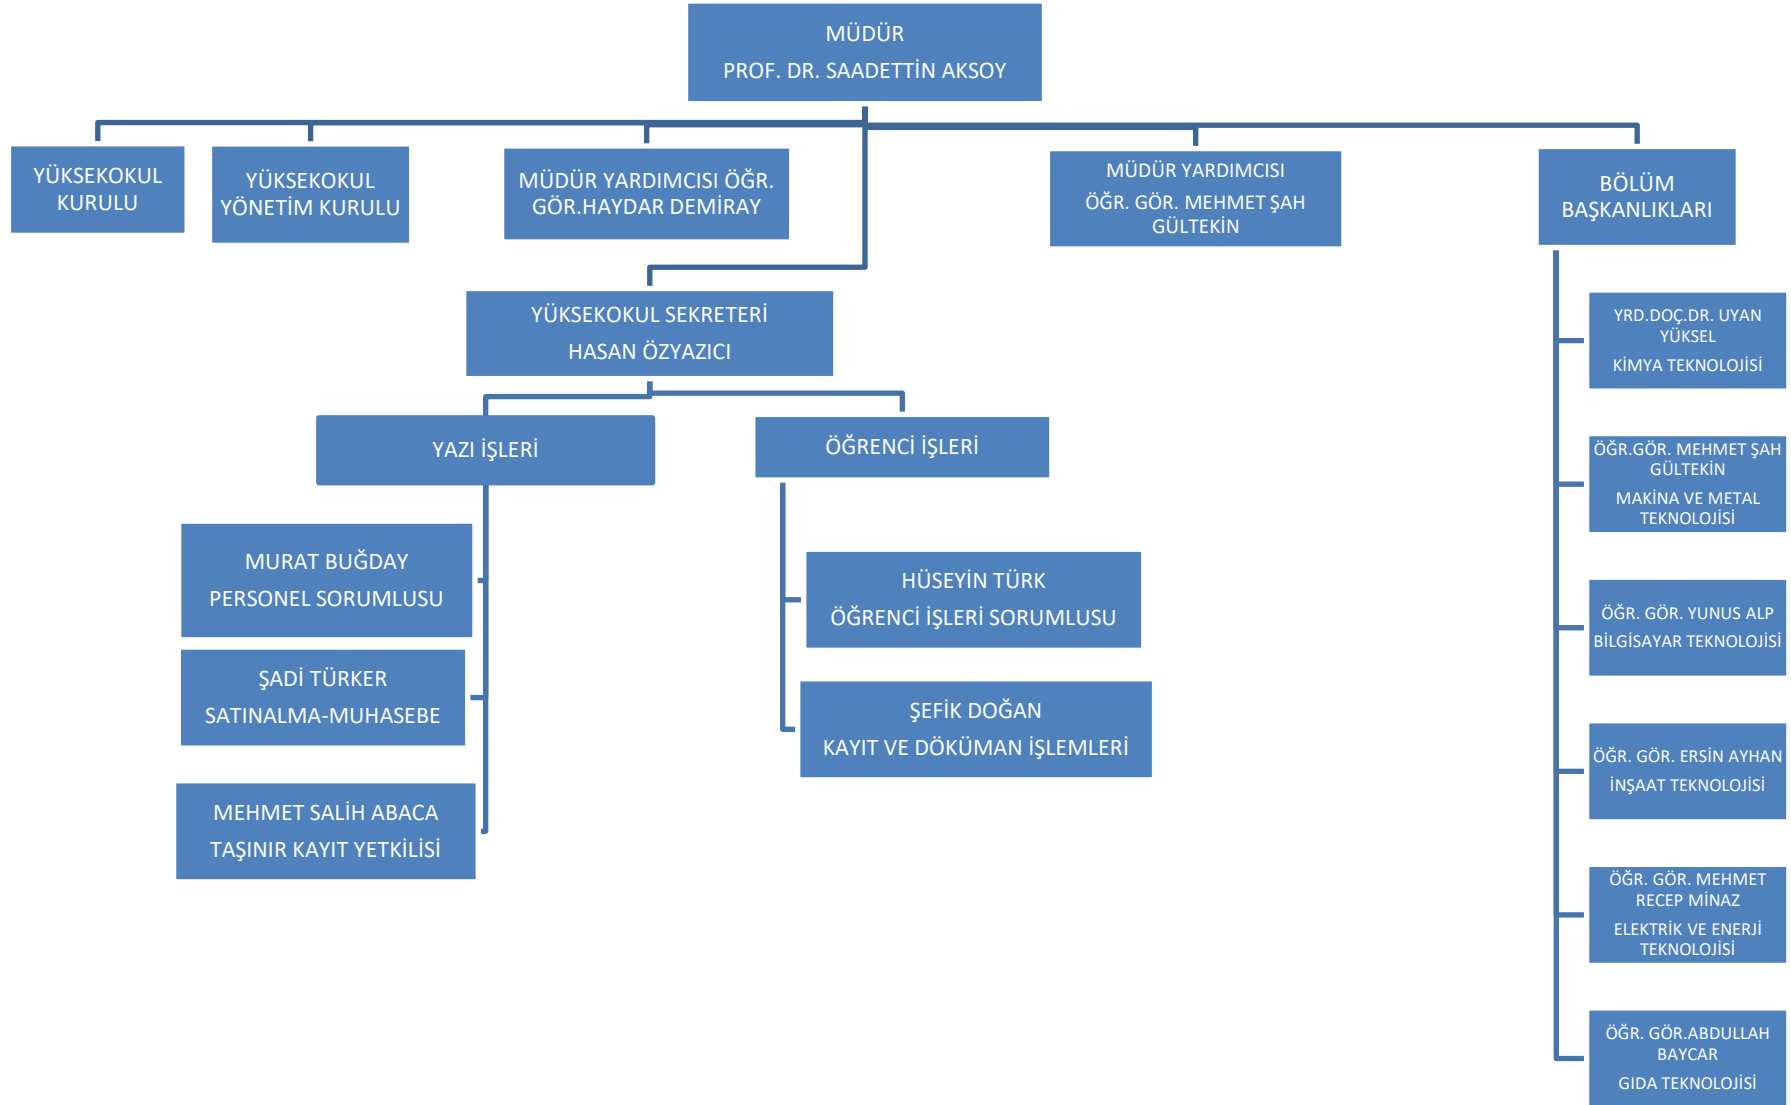 MÜDÜR
PROF. DR. SAADETTİN AKSOY
YÜKSEKOKUL
KURULU
YÜKSEKOKUL
YÖNETİM KURULU
MÜDÜR YARDIMCISI ÖĞR.
GÖR.HAYDAR DEMİRAY
MÜDÜR YARDIMCISI
ÖĞR. GÖR. MEHMET ŞAH
GÜLTEKİN
BÖLÜM
BAŞKANLIKLARI
YÜKSEKOKUL SEKRETERİ
HASAN ÖZYAZICI
YAZI İŞLERİ
MURAT BUĞDAY
PERSONEL SORUMLUSU
ŞADİ TÜRKER
SATINALMA-MUHASEBE
MEHMET SALİH ABACA
TAŞINIR KAYIT YETKİLİSİ
ÖĞRENCİ İŞLERİ
HÜSEYİN TÜRK
ÖĞRENCİ İŞLERİ SORUMLUSU
ŞEFİK DOĞAN
KAYIT VE DÖKÜMAN İŞLEMLERİ
YRD.DOÇ.DR. UYAN
YÜKSEL
KİMYA TEKNOLOJİSİ
ÖĞR.GÖR. MEHMET ŞAH
GÜLTEKİN
MAKİNA VE METAL
TEKNOLOJİSİ
ÖĞR. GÖR. YUNUS ALP
BİLGİSAYAR TEKNOLOJİSİ
ÖĞR. GÖR. ERSİN AYHAN
İNŞAAT TEKNOLOJİSİ
ÖĞR. GÖR. MEHMET
RECEP MİNAZ
ELEKTRİK VE ENERJİ
TEKNOLOJİSİ
ÖĞR. GÖR.ABDULLAH
BAYCAR
GIDA TEKNOLOJİSİ